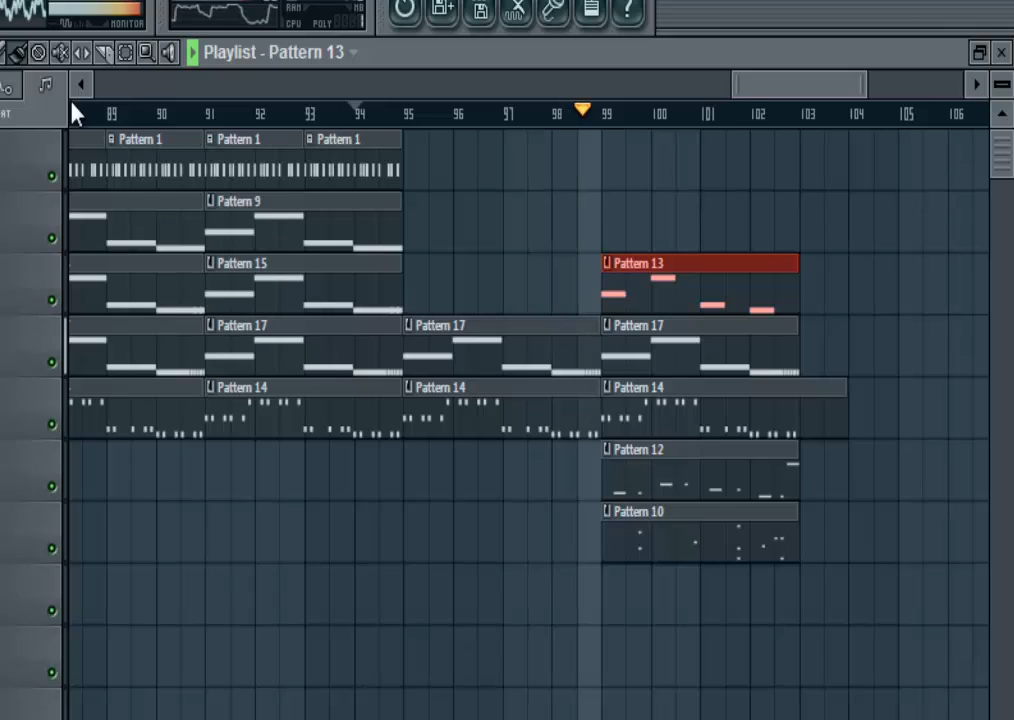 MONITOR
RAM
CPU POLY
MB
?
Playlist - Pattern 13
89 90 91 92 93 94 95 96 97 98 99 100 101 102 103 104 105 106
Pattern 1 Pattern 1 Pattern 1
Pattern 9
Pattern 15 Pattern 13
Pattern 17 Pattern 17 Pattern 17
Pattern 14 Pattern 14 Pattern 14
Pattern 12
Pattern 10